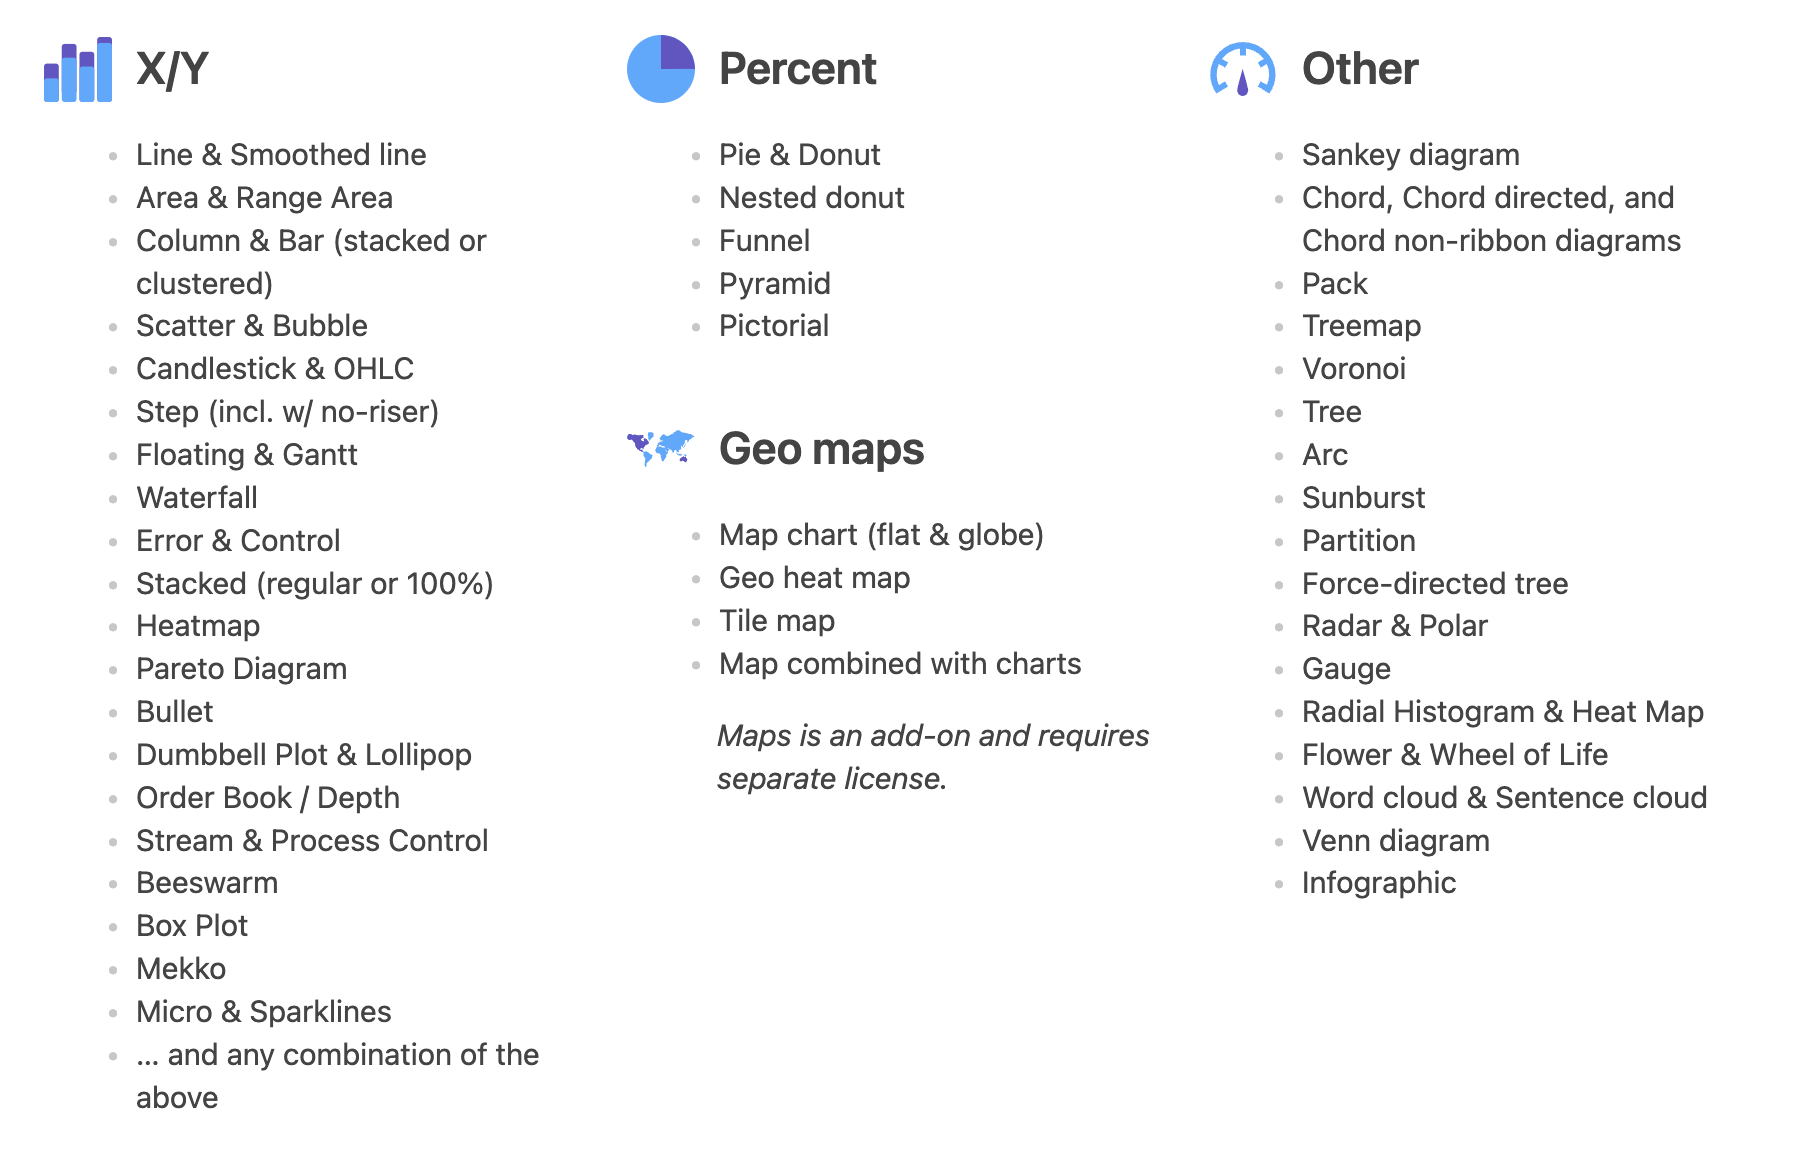 X/Y
Line & Smoothed line
Area & Range Area
Column & Bar (stacked or
clustered)
Scatter & Bubble
Candlestick & OHLC
Step (incl. w/ no-riser)
Floating & Gantt
Waterfall
Error & Control
Stacked (regular or 100%)
Heatmap
Pareto Diagram
Bullet
Dumbbell Plot & Lollipop
Order Book / Depth
Stream & Process Control
Beeswarm
Box Plot
Mekko
Micro & Sparklines
... and any combination of the
above
Percent
Pie & Donut
Nested donut
Funnel
Pyramid
Pictorial
Geo maps
Map chart (flat & globe)
Geo heat map
Tile map
Map combined with charts
Maps is an add-on and requires
separate license.
Other
Sankey diagram
Chord, Chord directed, and
Chord non-ribbon diagrams
Pack
Treemap
Voronoi
Tree
Arc
Sunburst
Partition
Force-directed tree
Radar & Polar
Gauge
Radial Histogram & Heat Map
Flower & Wheel of Life
Word cloud & Sentence cloud
Venn diagram
Infographic